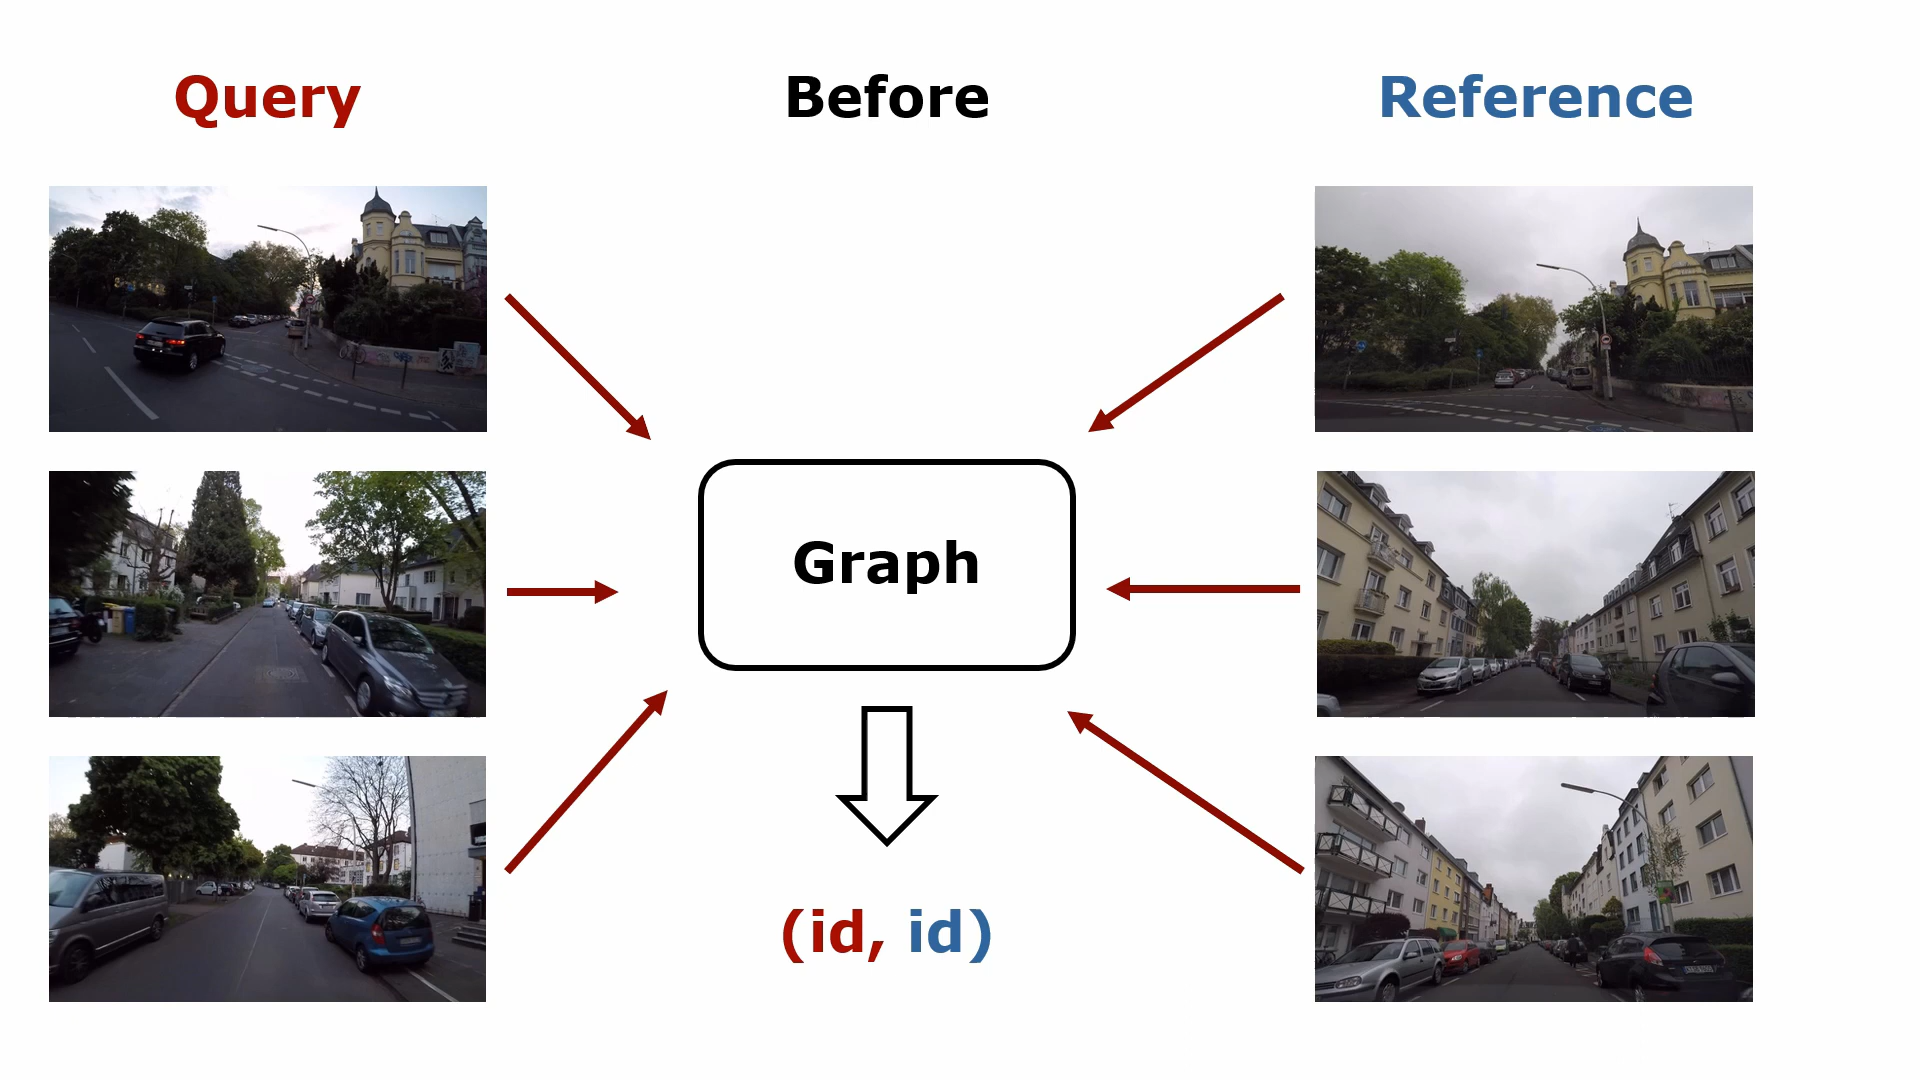 Query
Before
Reference
Graph
(id, id)